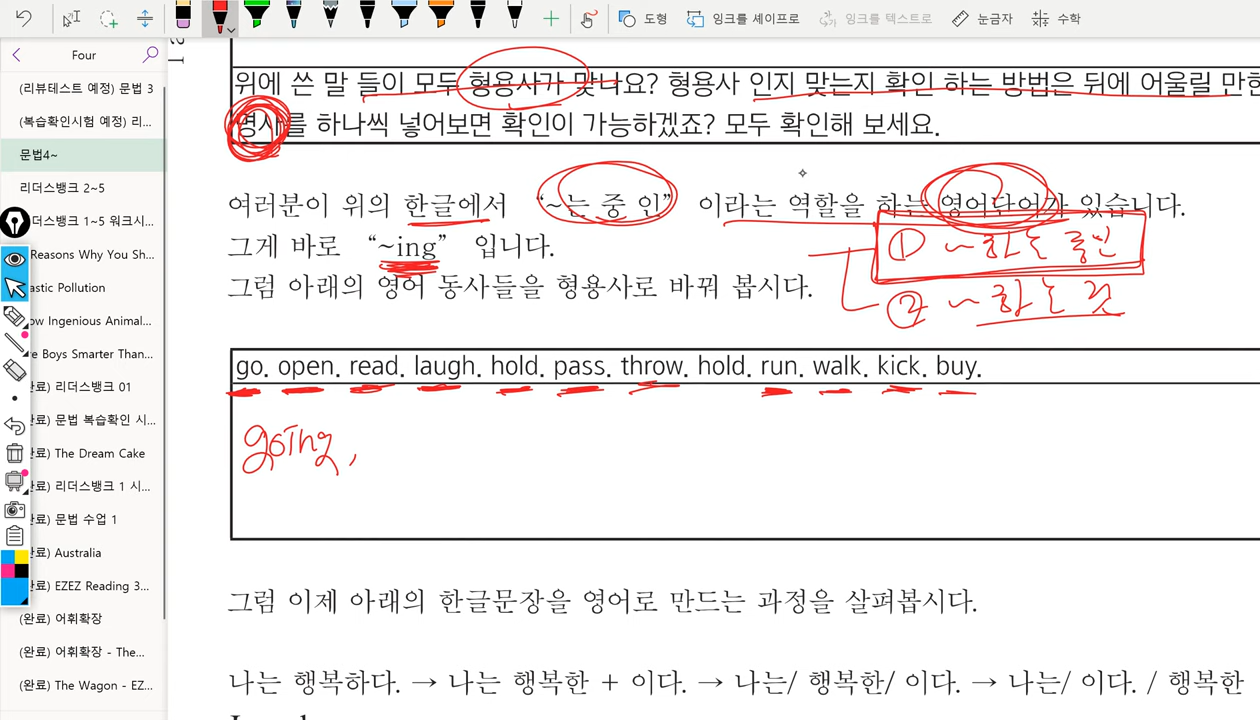 도형 잉크를 셰이프로 잉크를 텍스트로 눈금자 수학
Four
(리뷰테스트 예정) 문법 3
(복습확인시험 예정) 리...
문법4~
리더스뱅크 2~5
더스뱅크 1~5 워크시...
Reasons Why You Sh...
astic Pollution
ow Ingenious Animal...
re Boys Smarter Than...
완료) 리더스뱅크 01
완료) 문법 복습확인 시...
완료) The Dream Cake
완료) 리더스뱅크 1 시...
완료) 문법 수업 1
완료) Australia
완료) EZEZ Reading 3...
(완료) 어휘확장
(완료) 어휘확장 - The...
(완료) The Wagon - EZ...
위에 쓴 말 들이 모두 형용사가 맞나요? 형용사 인지 맞는지 확인 하는 방법은 뒤에 어울릴 만한
명사를 하나씩 넣어보면 확인이 가능하겠죠? 모두 확인해 보세요.
여러분이 위의 한글에서 “~는 중 인” 이라는 역할을 하는 영어단어가 있습니다.
① ~하는 중인
그게 바로 “~ing” 입니다.
그럼 아래의 영어 동사들을 형용사로 바꿔 봅시다.
② ~하는 것
go. open. read. laugh. hold. pass. throw. hold. run. walk. kick. buy.
going,
그럼 이제 아래의 한글문장을 영어로 만드는 과정을 살펴봅시다.
나는 행복하다. → 나는 행복한 + 이다. → 나는/ 행복한/ 이다. → 나는/ 이다. / 행복한